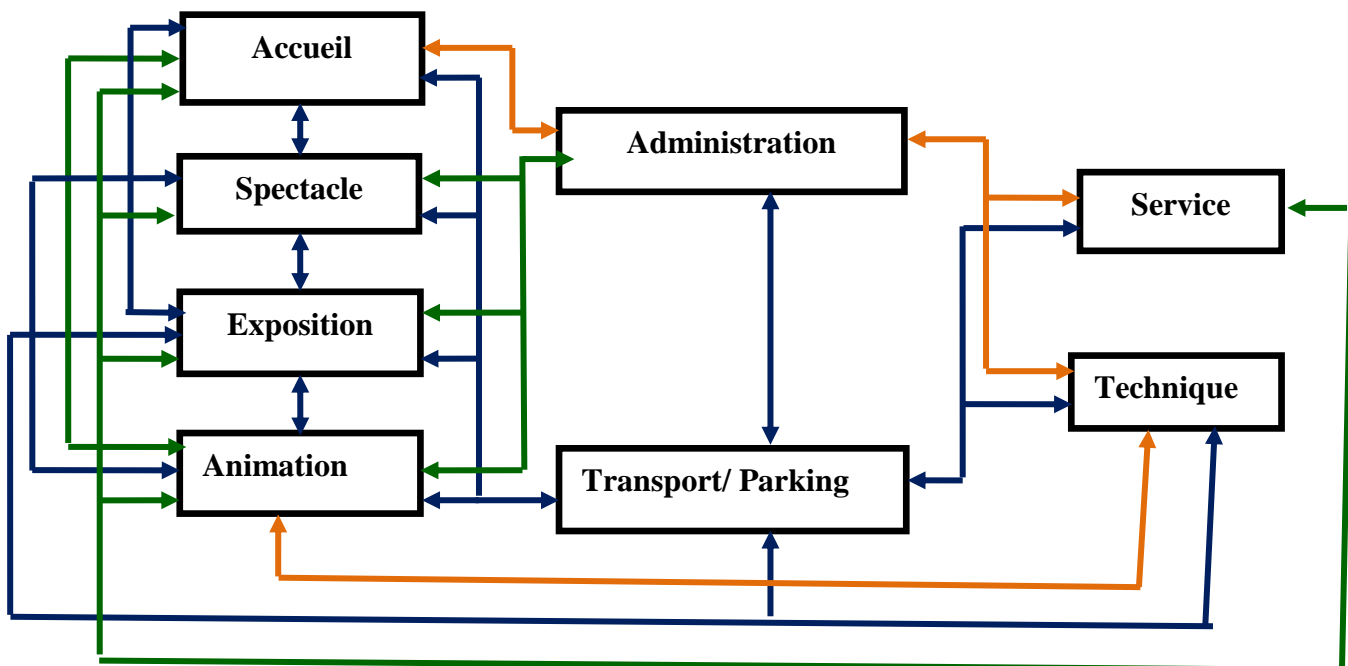 Accueil
Spectacle
Exposition
Animation
Administration
Transport/ Parking
Service
Technique